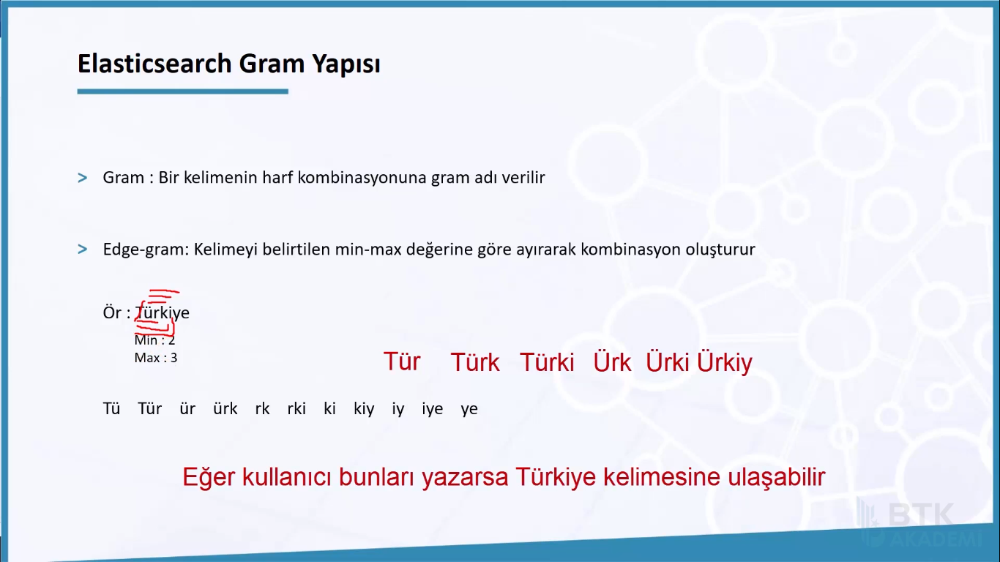 Elasticsearch Gram Yapısı
> Gram : Bir kelimenin harf kombinasyonuna gram adı verilir
> Edge-gram: Kelimeyi belirtilen min-max değerine göre ayırarak kombinasyon oluşturur
Ör : Türkiye
Min : 2
Max : 3
Tür Türk Türki Ürk Ürki Ürkiy
Tü Tür ür ürk rk rki ki kiy iy iye ye
Eğer kullanıcı bunları yazarsa Türkiye kelimesine ulaşabilir
BTK
AKADEMİ